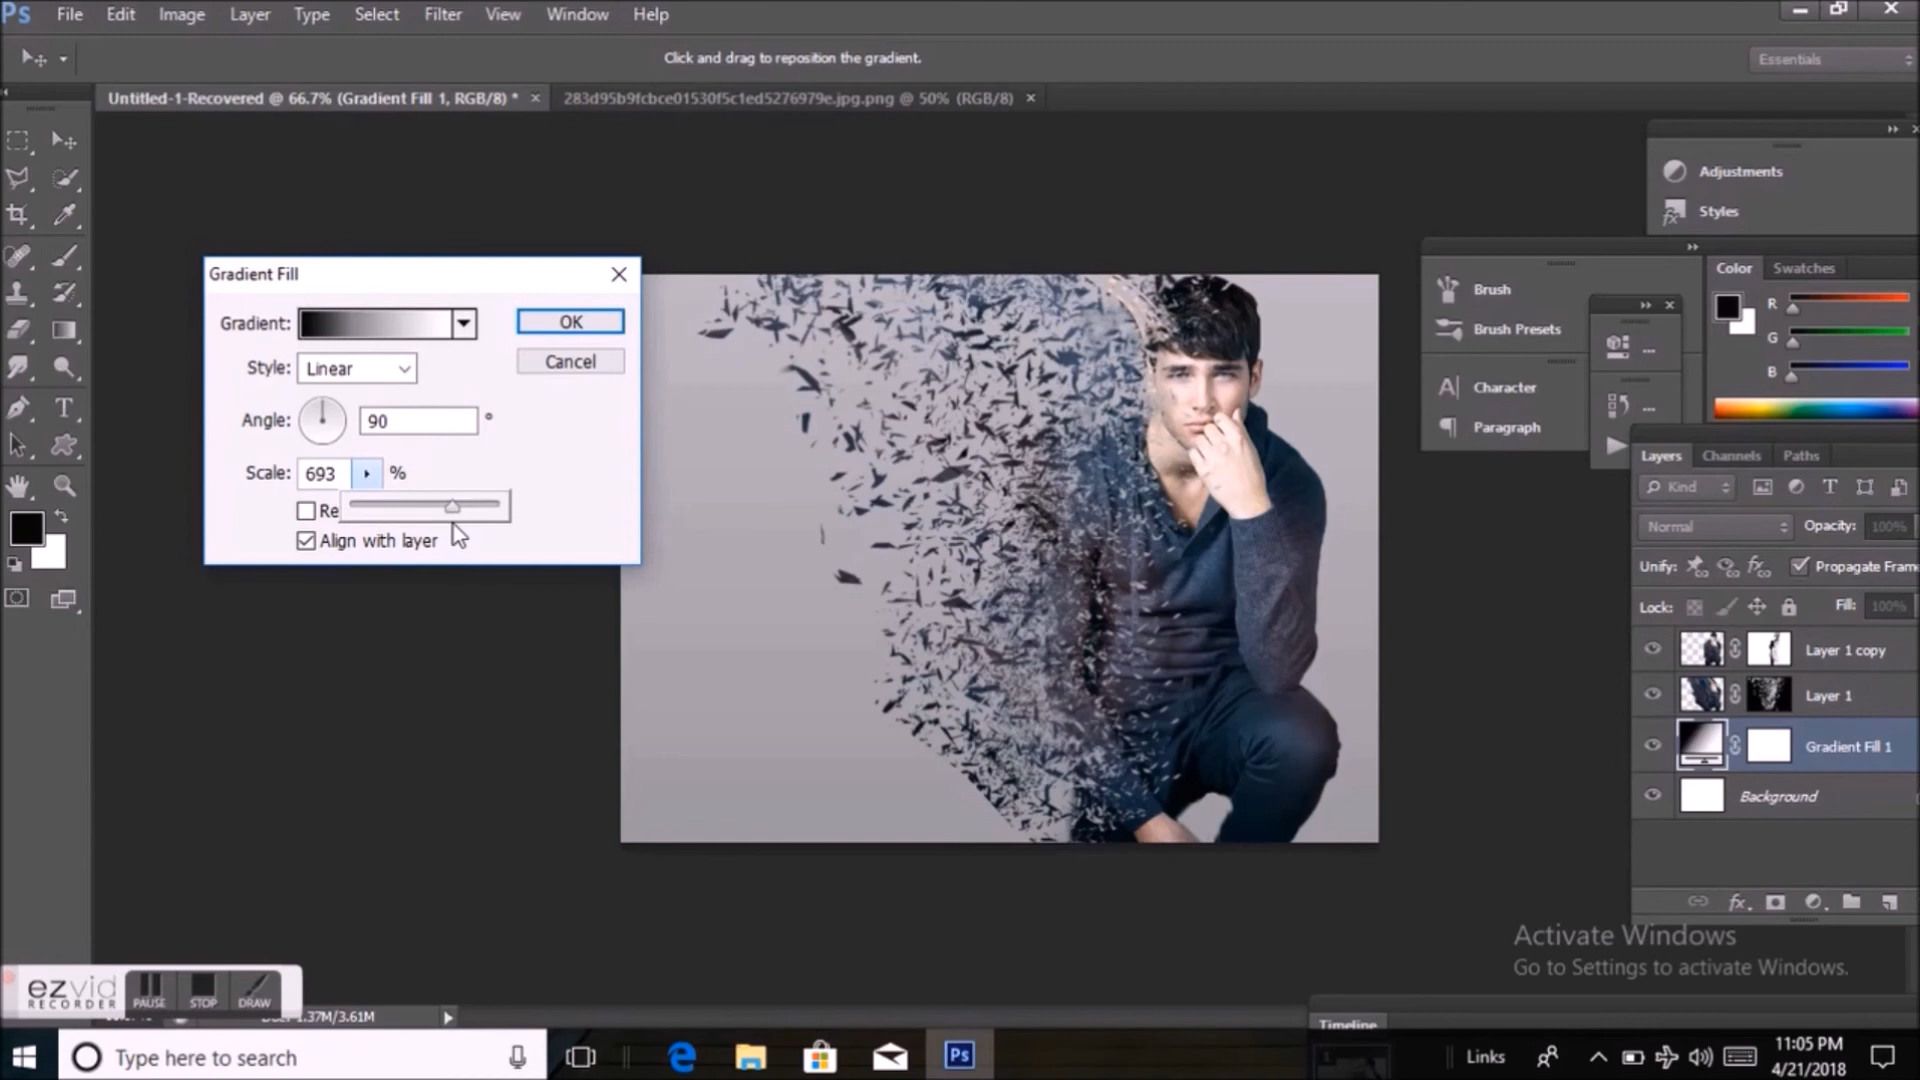 Ps File Edit Image Layer Type Select Filter View Window Help
Click and drag to reposition the gradient.
Essentials
Untitled-1-Recovered @ 66.7% (Gradient Fill 1, RGB/8) * ×
283d95b9fcbce01530f5c1ed5276979e.jpg.png @ 50% (RGB/8) ×
Adjustments
Styles
Gradient Fill
Gradient:
OK
Style: Linear
Cancel
Angle: 90 °
Scale: 693 %
Re
Align with layer
Brush
Brush Presets
Character
Paragraph
Color Swatches
R
G
B
Layers Channels Paths
Kind
Normal Opacity: 100%
Unify: Propagate Fram
Lock: Fill: 100%
Layer 1 copy
Layer 1
Gradient Fill 1
Background
Activate Windows
Go to Settings to activate Windows.
ezvid
RECORDER
PAUSE STOP DRAW
1.37M/3.61M
Timeline
Type here to search
Ps
Links
11:05 PM
4/21/2018